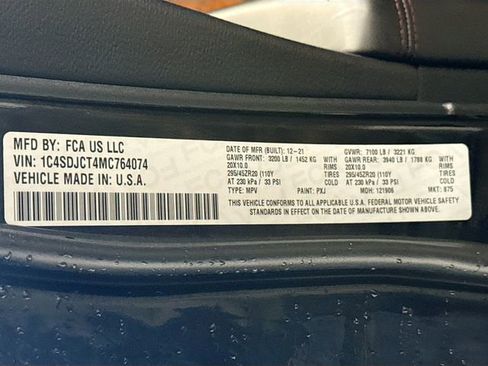 MFD BY: FCA US LLC
VIN: 1C4SDJCT4MC764074
VEHICLE MADE IN: U.S.A.
DATE OF MFR (BUILT): 12-21
GVWR: 7100 LB / 3221 KG
GAWR FRONT: 3200 LB / 1452 KG WITH
GAWR REAR: 3940 LB / 1788 KG WITH
20X10.0 RIMS
20X10.0 RIMS
295/45ZR20 (110Y TIRES
295/45ZR20 (110Y TIRES
AT 230 kPa / 33 PSI COLD
AT 230 kPa / 33 PSI COLD
TYPE: MPV PAINT: PXJ MDH: 121906 MKT: 875
THIS VEHICLE CONFORMS TO ALL APPLICABLE U.S.A. FEDERAL MOTOR VEHICLE SAFETY
STANDARDS IN EFFECT ON THE DATE OF MANUFACTURE SHOWN ABOVE.